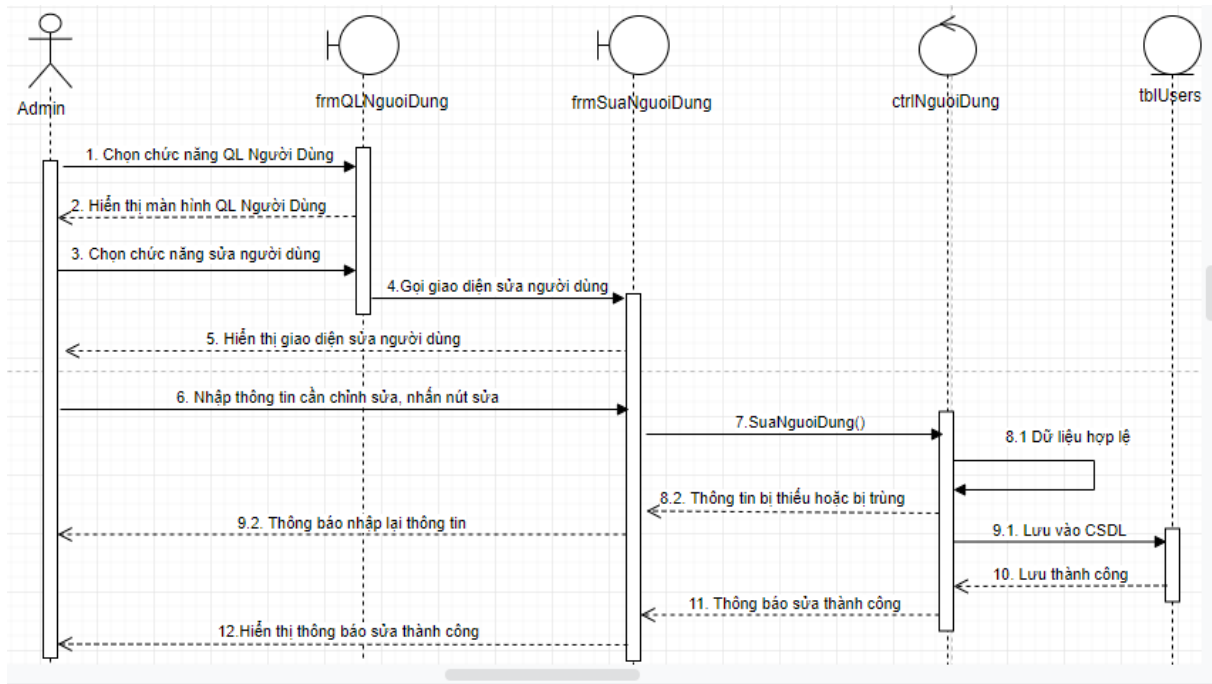 Admin
frmQLNguoiDung
frmSuaNguoiDung
ctrlNguoiDung
tblUsers
1. Chọn chức năng QL Người Dùng
2. Hiển thị màn hình QL Người Dùng
3. Chọn chức năng sửa người dùng
4.Gọi giao diện sửa người dùng
5. Hiển thị giao diện sửa người dùng
6. Nhập thông tin cần chỉnh sửa, nhấn nút sửa
7.SuaNguoiDung()
8.1 Dữ liệu hợp lệ
8.2. Thông tin bị thiếu hoặc bị trùng
9.2. Thông báo nhập lại thông tin
9.1. Lưu vào CSDL
10. Lưu thành công
11. Thông báo sửa thành công
12.Hiển thị thông báo sửa thành công